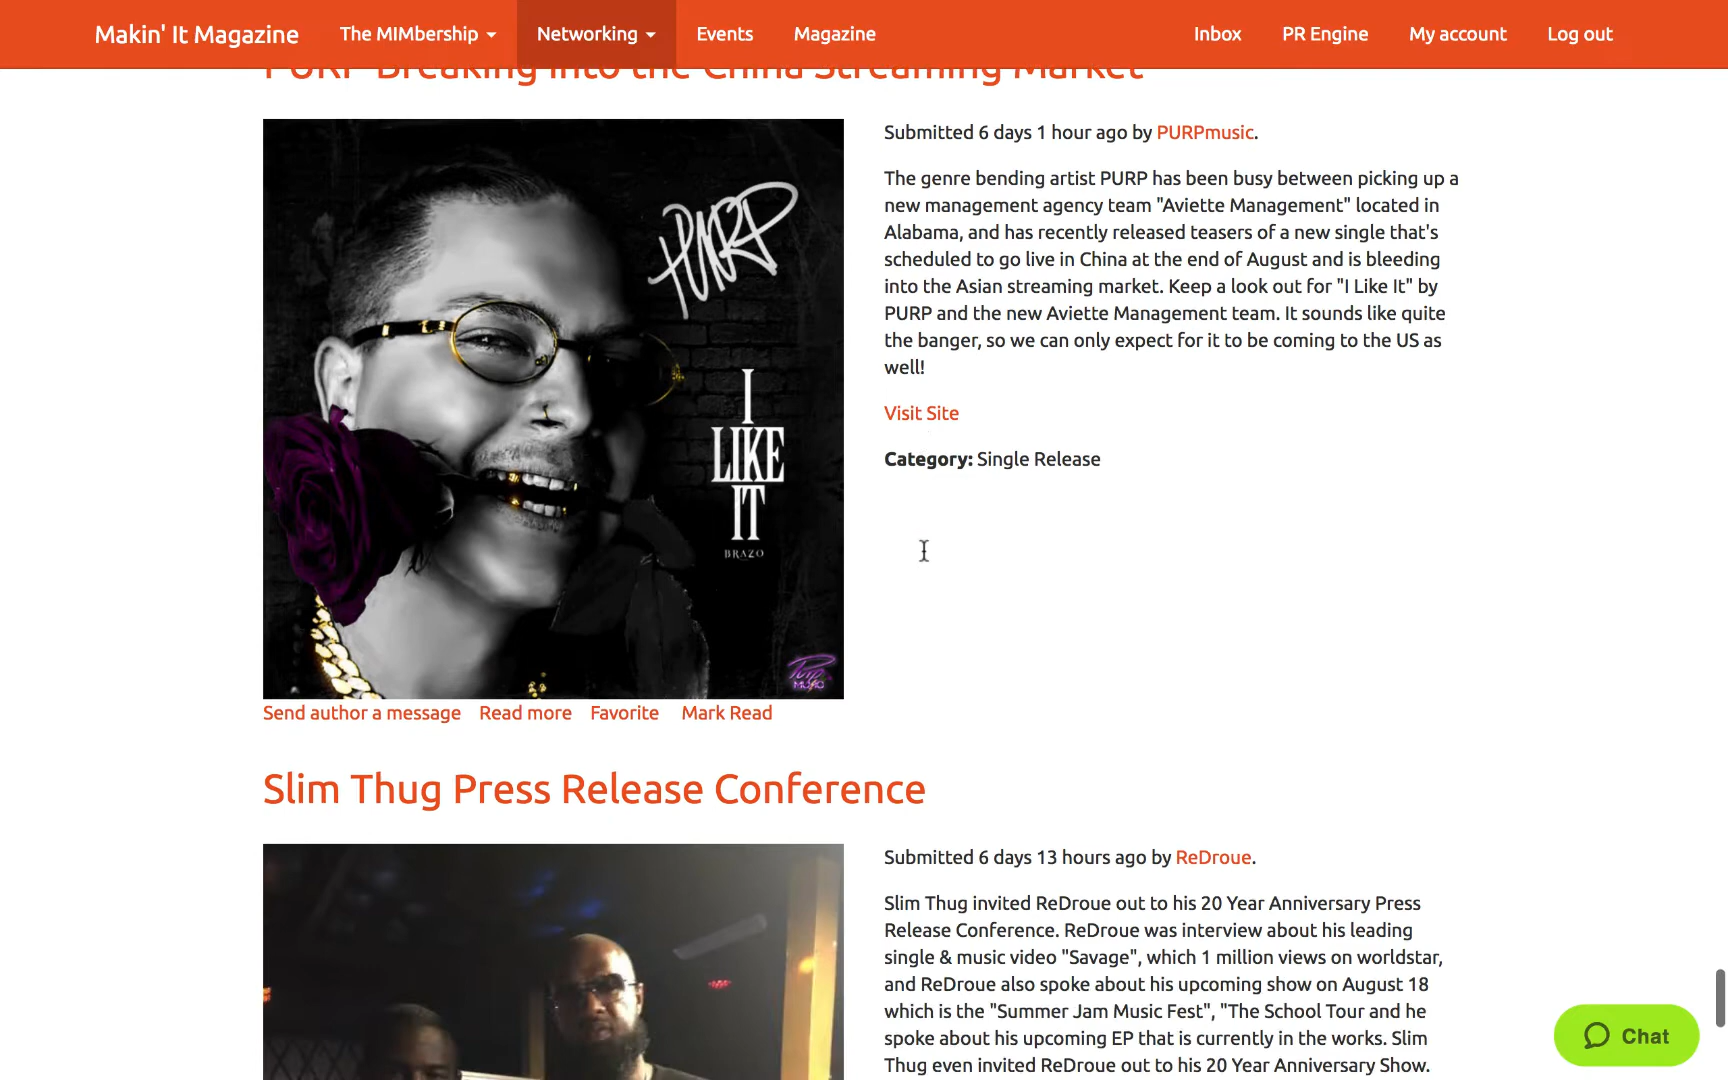 Makin' It Magazine
The MIMbership
Networking
Events
Magazine
Inbox
PR Engine
My account
Log out
PURP Breaking into the China Streaming Market
PURP
I
LIKE
IT
BRAZO
Purp
MUSIC
Submitted 6 days 1 hour ago by PURPmusic.
The genre bending artist PURP has been busy between picking up a
new management agency team "Aviette Management" located in
Alabama, and has recently released teasers of a new single that's
scheduled to go live in China at the end of August and is bleeding
into the Asian streaming market. Keep a look out for "I Like It" by
PURP and the new Aviette Management team. It sounds like quite
the banger, so we can only expect for it to be coming to the US as
well!
Visit Site
Category: Single Release
Send author a message
Read more
Favorite
Mark Read
Slim Thug Press Release Conference
Submitted 6 days 13 hours ago by ReDroue.
Slim Thug invited ReDroue out to his 20 Year Anniversary Press
Release Conference. ReDroue was interview about his leading
single & music video "Savage", which 1 million views on worldstar,
and ReDroue also spoke about his upcoming show on August 18
which is the "Summer Jam Music Fest", "The School Tour and he
spoke about his upcoming EP that is currently in the works. Slim
Thug even invited ReDroue out to his 20 Year Anniversary Show.
Chat